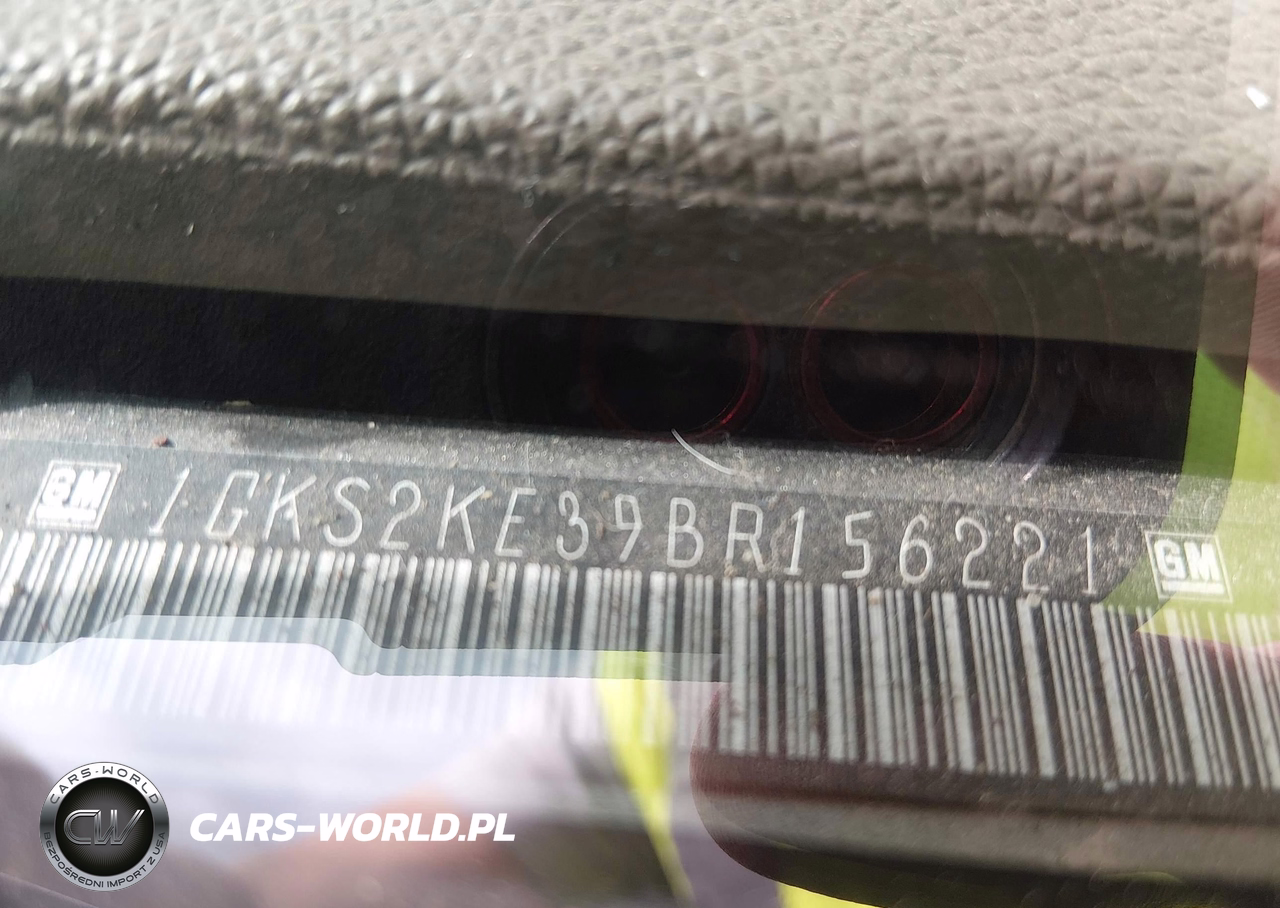 GM 1GKS2KE39BR156221 GM
CARS-WORLD
CW
BEZPOŚREDNI IMPORT Z USA
CARS-WORLD.PL